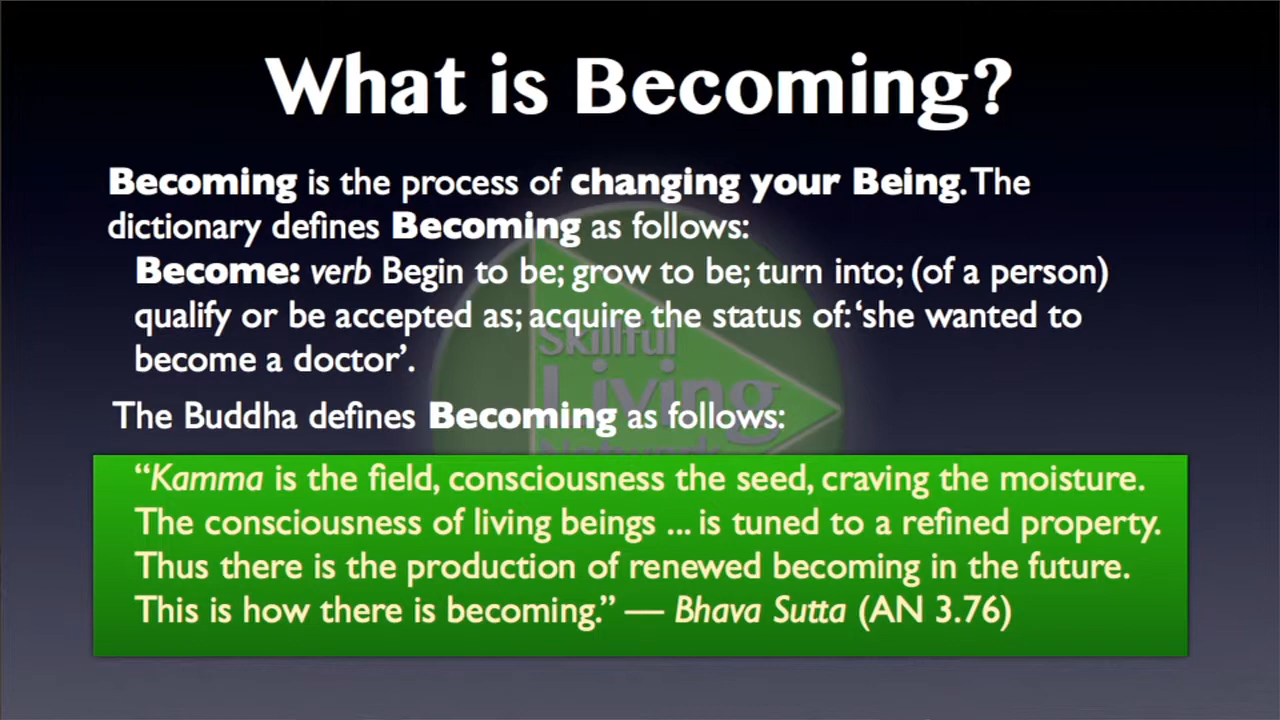 What is Becoming?
Becoming is the process of changing your Being. The
dictionary defines Becoming as follows:
Become: verb Begin to be; grow to be; turn into; (of a person)
qualify or be accepted as; acquire the status of: ‘she wanted to
become a doctor’.
The Buddha defines Becoming as follows:
“Kamma is the field, consciousness the seed, craving the moisture.
The consciousness of living beings ... is tuned to a refined property.
Thus there is the production of renewed becoming in the future.
This is how there is becoming.” — Bhava Sutta (AN 3.76)
Skillful
Living
Network